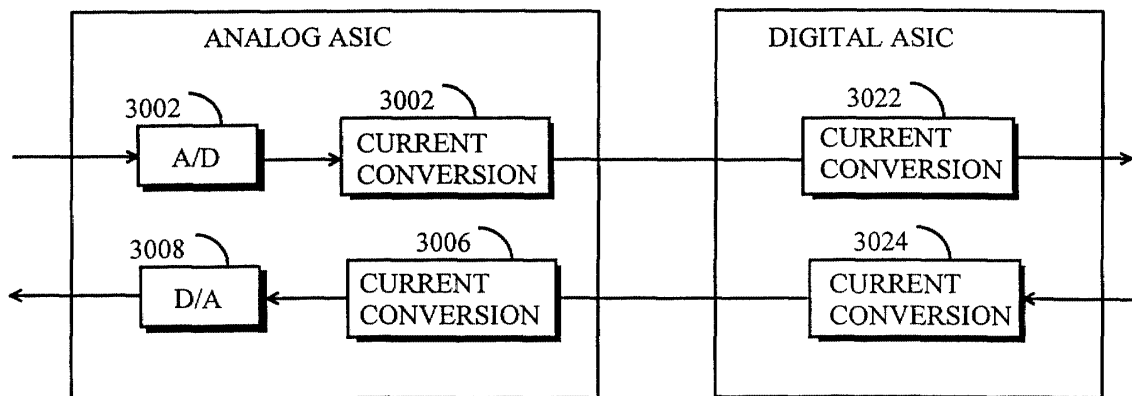 ANALOG ASIC
DIGITAL ASIC
3002
3002
3022
A/D
CURRENT
CONVERSION
CURRENT
CONVERSION
3008
3006
3024
D/A
CURRENT
CONVERSION
CURRENT
CONVERSION